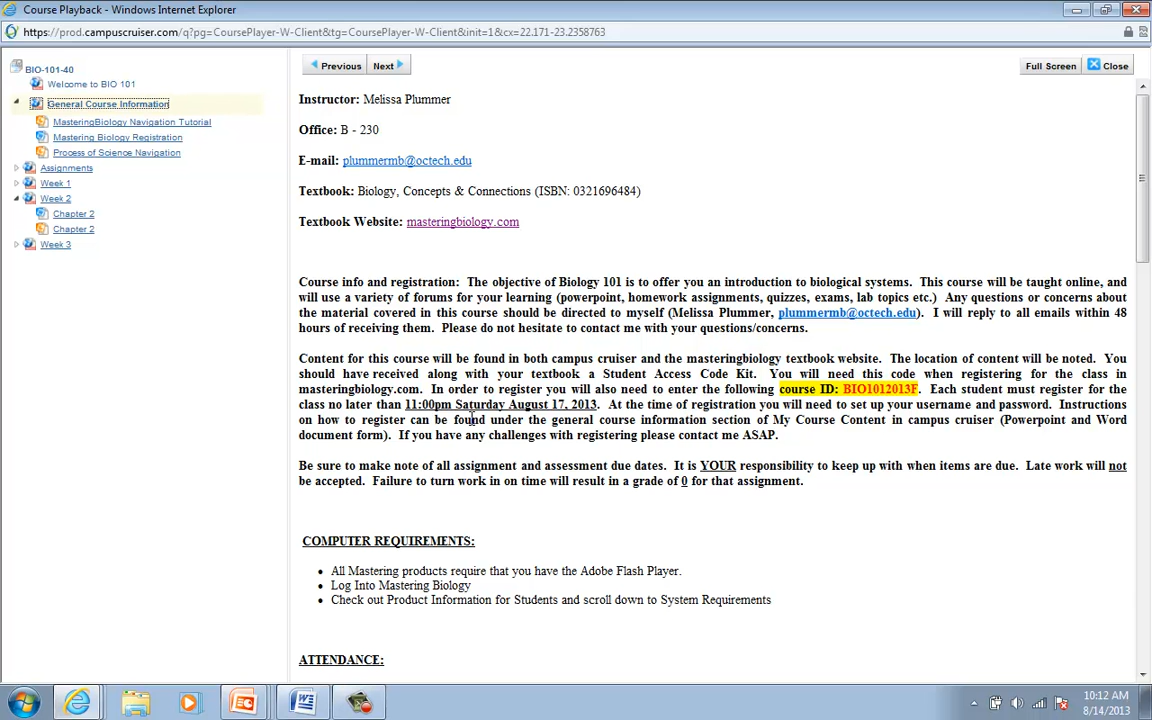 Course Playback - Windows Internet Explorer
https://prod.campuscruiser.com/q?pg=CoursePlayer-W-Client&tg=CoursePlayer-W-Client&init=1&cx=22.171-23.2358763
BIO-101-40
Welcome to BIO 101
General Course Information
MasteringBiology Navigation Tutorial
Mastering Biology Registration
Process of Science Navigation
Assignments
Week 1
Week 2
Chapter 2
Chapter 2
Week 3
Previous Next Full Screen Close
Instructor: Melissa Plummer
Office: B - 230
E-mail: plummermb@octech.edu
Textbook: Biology, Concepts & Connections (ISBN: 0321696484)
Textbook Website: masteringbiology.com
Course info and registration: The objective of Biology 101 is to offer you an introduction to biological systems. This course will be taught online, and
will use a variety of forums for your learning (powerpoint, homework assignments, quizzes, exams, lab topics etc.) Any questions or concerns about
the material covered in this course should be directed to myself (Melissa Plummer, plummermb@octech.edu). I will reply to all emails within 48
hours of receiving them. Please do not hesitate to contact me with your questions/concerns.
Content for this course will be found in both campus cruiser and the masteringbiology textbook website. The location of content will be noted. You
should have received along with your textbook a Student Access Code Kit. You will need this code when registering for the class in
masteringbiology.com. In order to register you will also need to enter the following course ID: BIO1012013F. Each student must register for the
class no later than 11:00pm Saturday August 17, 2013. At the time of registration you will need to set up your username and password. Instructions
on how to register can be found under the general course information section of My Course Content in campus cruiser (Powerpoint and Word
document form). If you have any challenges with registering please contact me ASAP.
Be sure to make note of all assignment and assessment due dates. It is YOUR responsibility to keep up with when items are due. Late work will not
be accepted. Failure to turn work in on time will result in a grade of 0 for that assignment.
COMPUTER REQUIREMENTS:
All Mastering products require that you have the Adobe Flash Player.
Log Into Mastering Biology
Check out Product Information for Students and scroll down to System Requirements
ATTENDANCE:
10:12 AM
8/14/2013